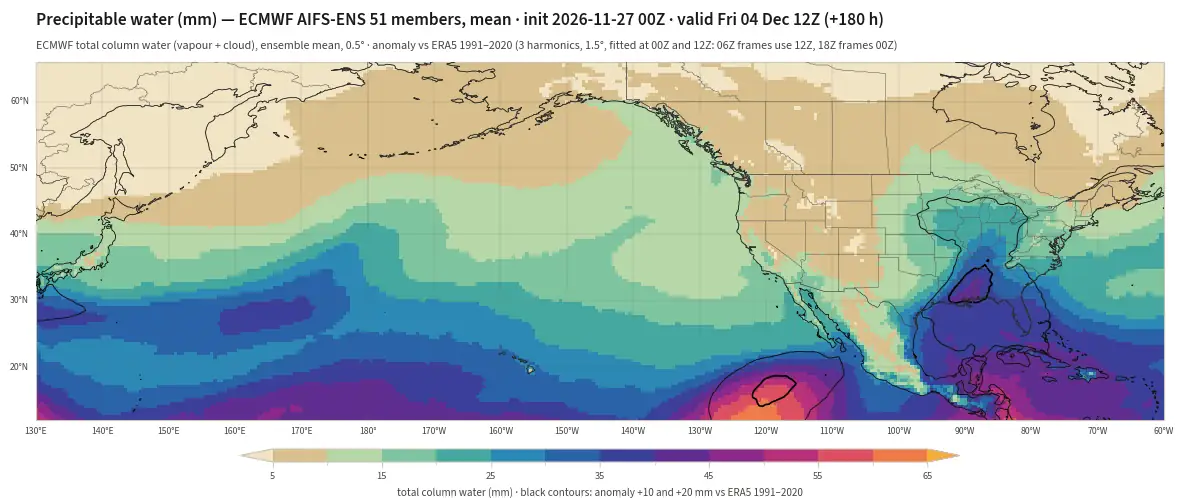 Precipitable water (mm) — ECMWF AIFS-ENS 51 members, mean · init 2026-11-27 00Z · valid Fri 04 Dec 12Z (+180 h)
ECMWF total column water (vapour + cloud), ensemble mean, 0.5° · anomaly vs ERA5 1991–2020 (3 harmonics, 1.5°, fitted at 00Z and 12Z: 06Z frames use 12Z, 18Z frames 00Z)
60°N
50°N
40°N
30°N
20°N
130°E 140°E 150°E 160°E 170°E 180° 170°W 160°W 150°W 140°W 130°W 120°W 110°W 100°W 90°W 80°W 70°W 60°W
5 15 25 35 45 55 65
total column water (mm) · black contours: anomaly +10 and +20 mm vs ERA5 1991–2020